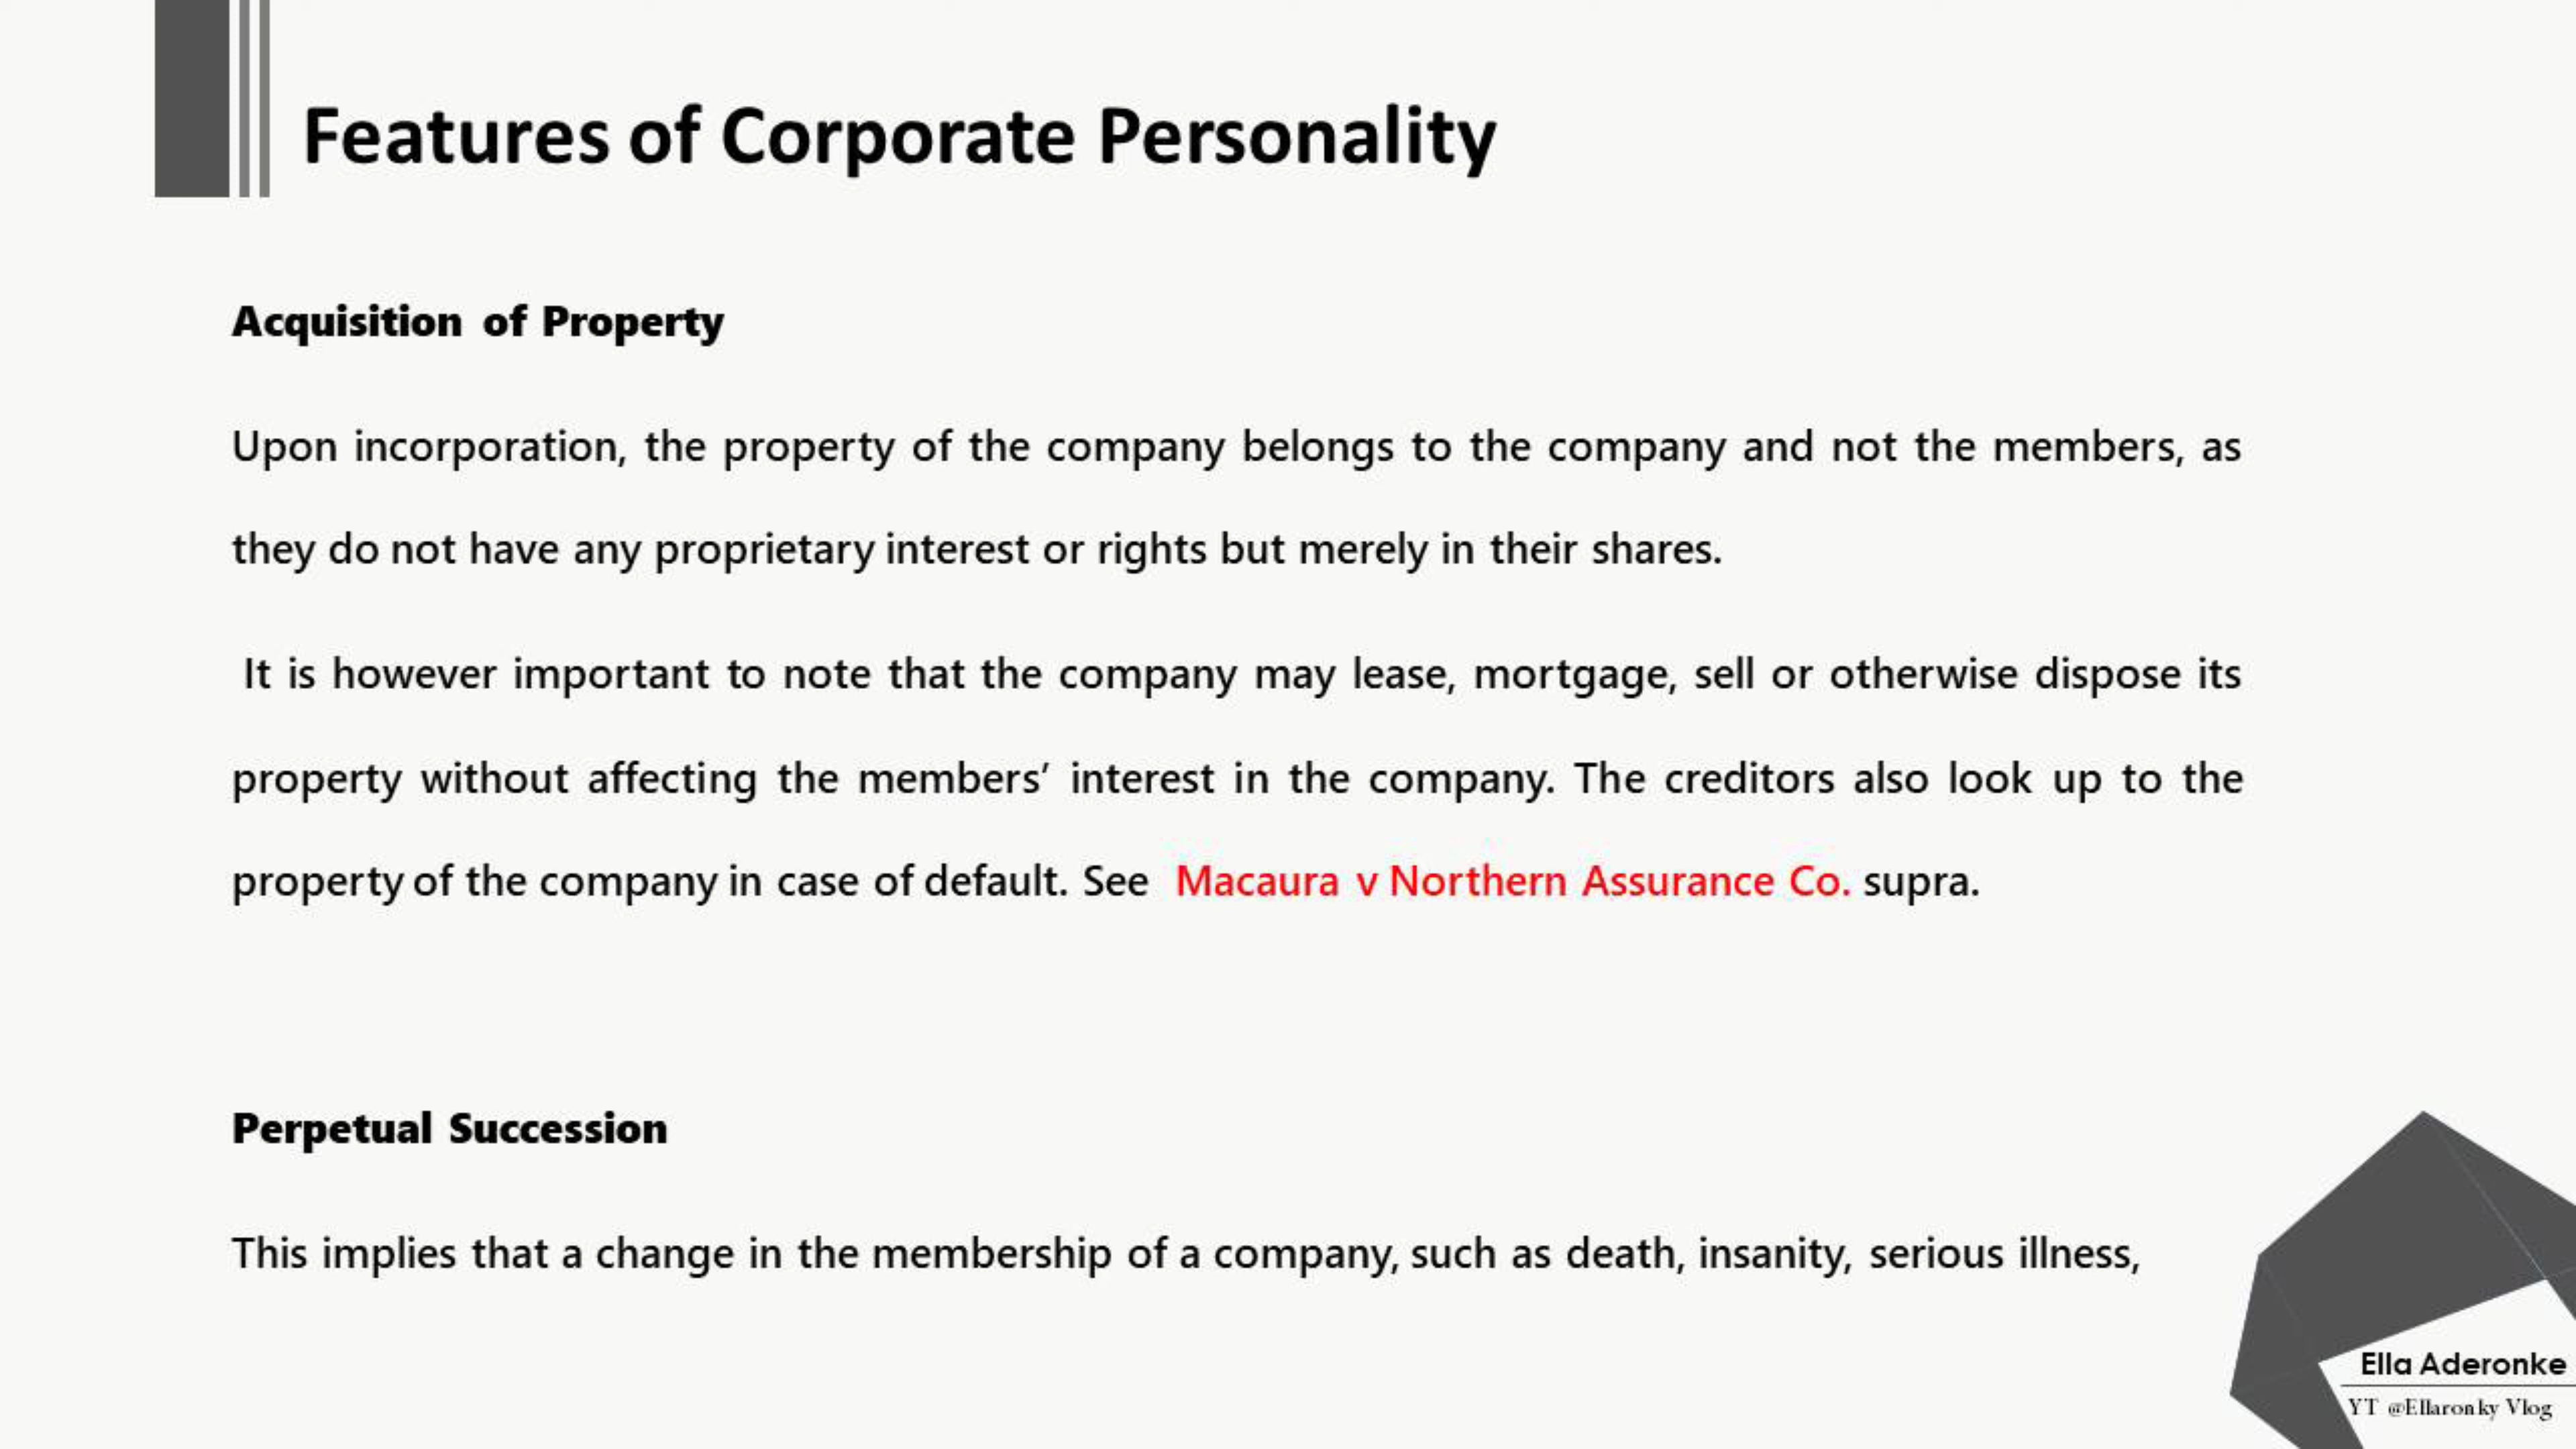 Features of Corporate Personality
Acquisition of Property
Upon incorporation, the property of the company belongs to the company and not the members, as
they do not have any proprietary interest or rights but merely in their shares.
It is however important to note that the company may lease, mortgage, sell or otherwise dispose its
property without affecting the members’ interest in the company. The creditors also look up to the
property of the company in case of default. See Macaura v Northern Assurance Co. supra.
Perpetual Succession
This implies that a change in the membership of a company, such as death, insanity, serious illness,
Ella Aderonke
YT @Ellaronky Vlog